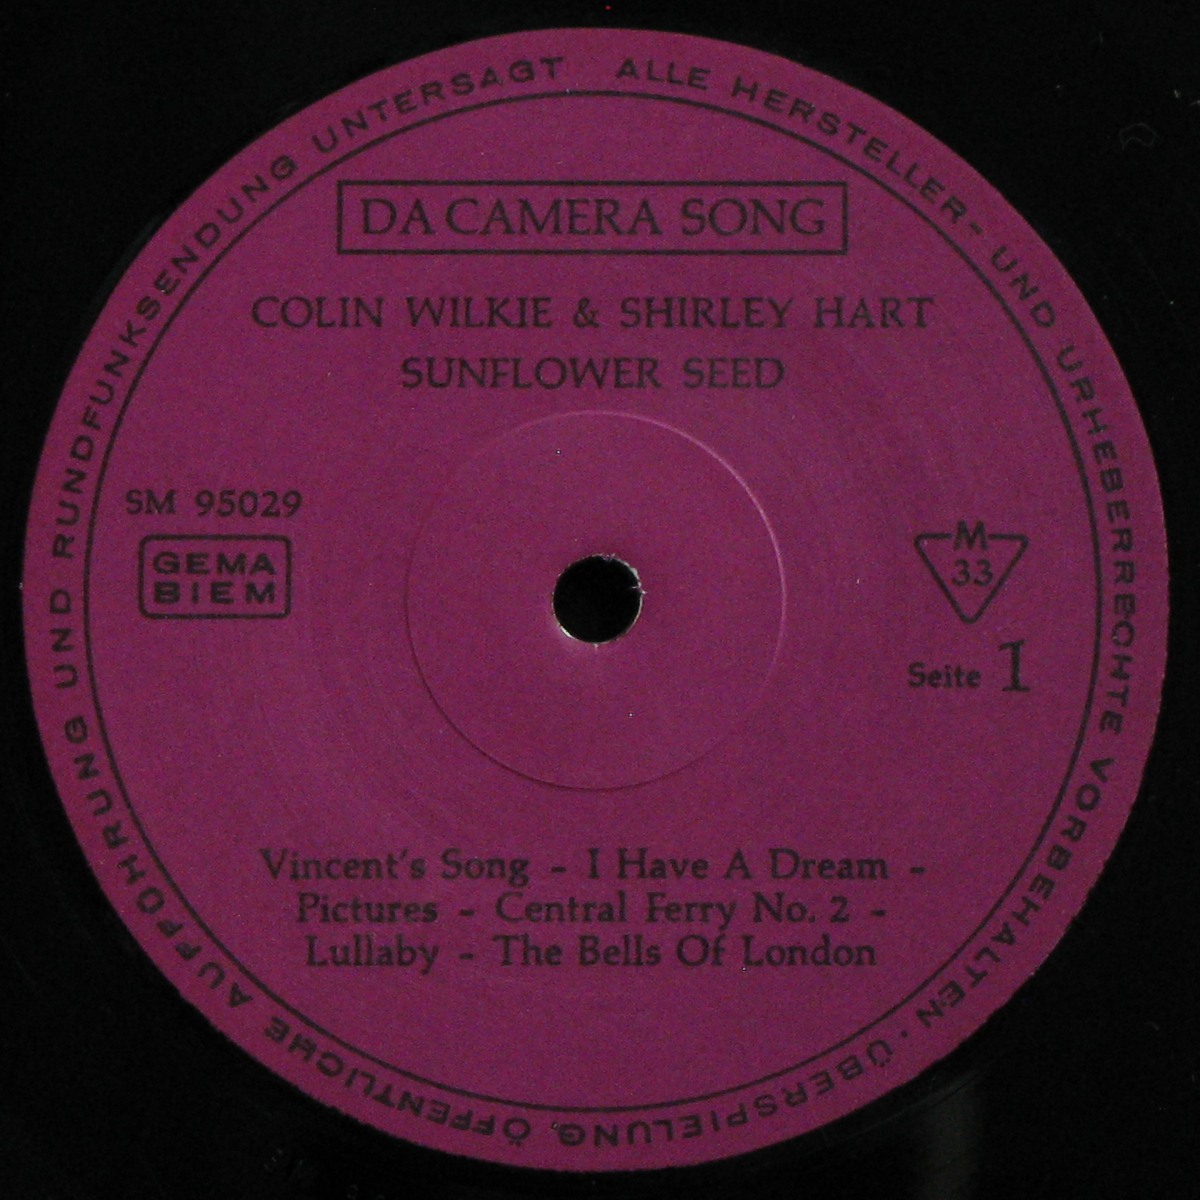 ALLE HERSTELLER- UND URHEBERRECHTE VORBEHALTEN · ÜBERSPIELUNG, ÖFFENTLICHE AUFFÜHRUNG UND RUNDFUNKSENDUNG UNTERSAGT
DA CAMERA SONG
COLIN WILKIE & SHIRLEY HART
SUNFLOWER SEED
SM 95029
GEMA
BIEM
M
33
Seite 1
Vincent's Song - I Have A Dream -
Pictures - Central Ferry No. 2 -
Lullaby - The Bells Of London